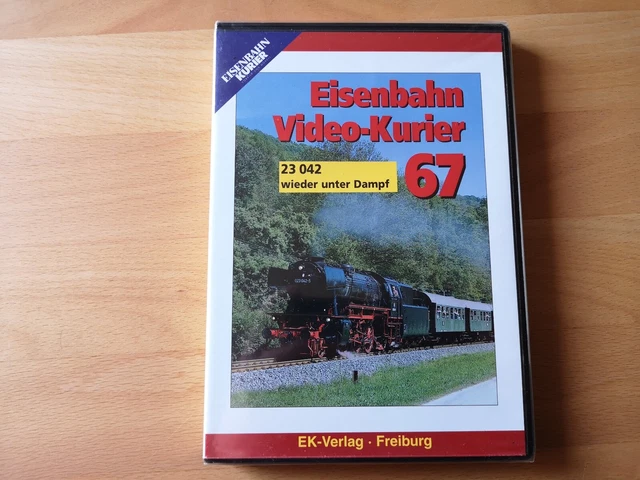 EISENBAHN
KURIER
Eisenbahn
Video-Kurier
67
23 042
wieder unter Dampf
EK-Verlag · Freiburg